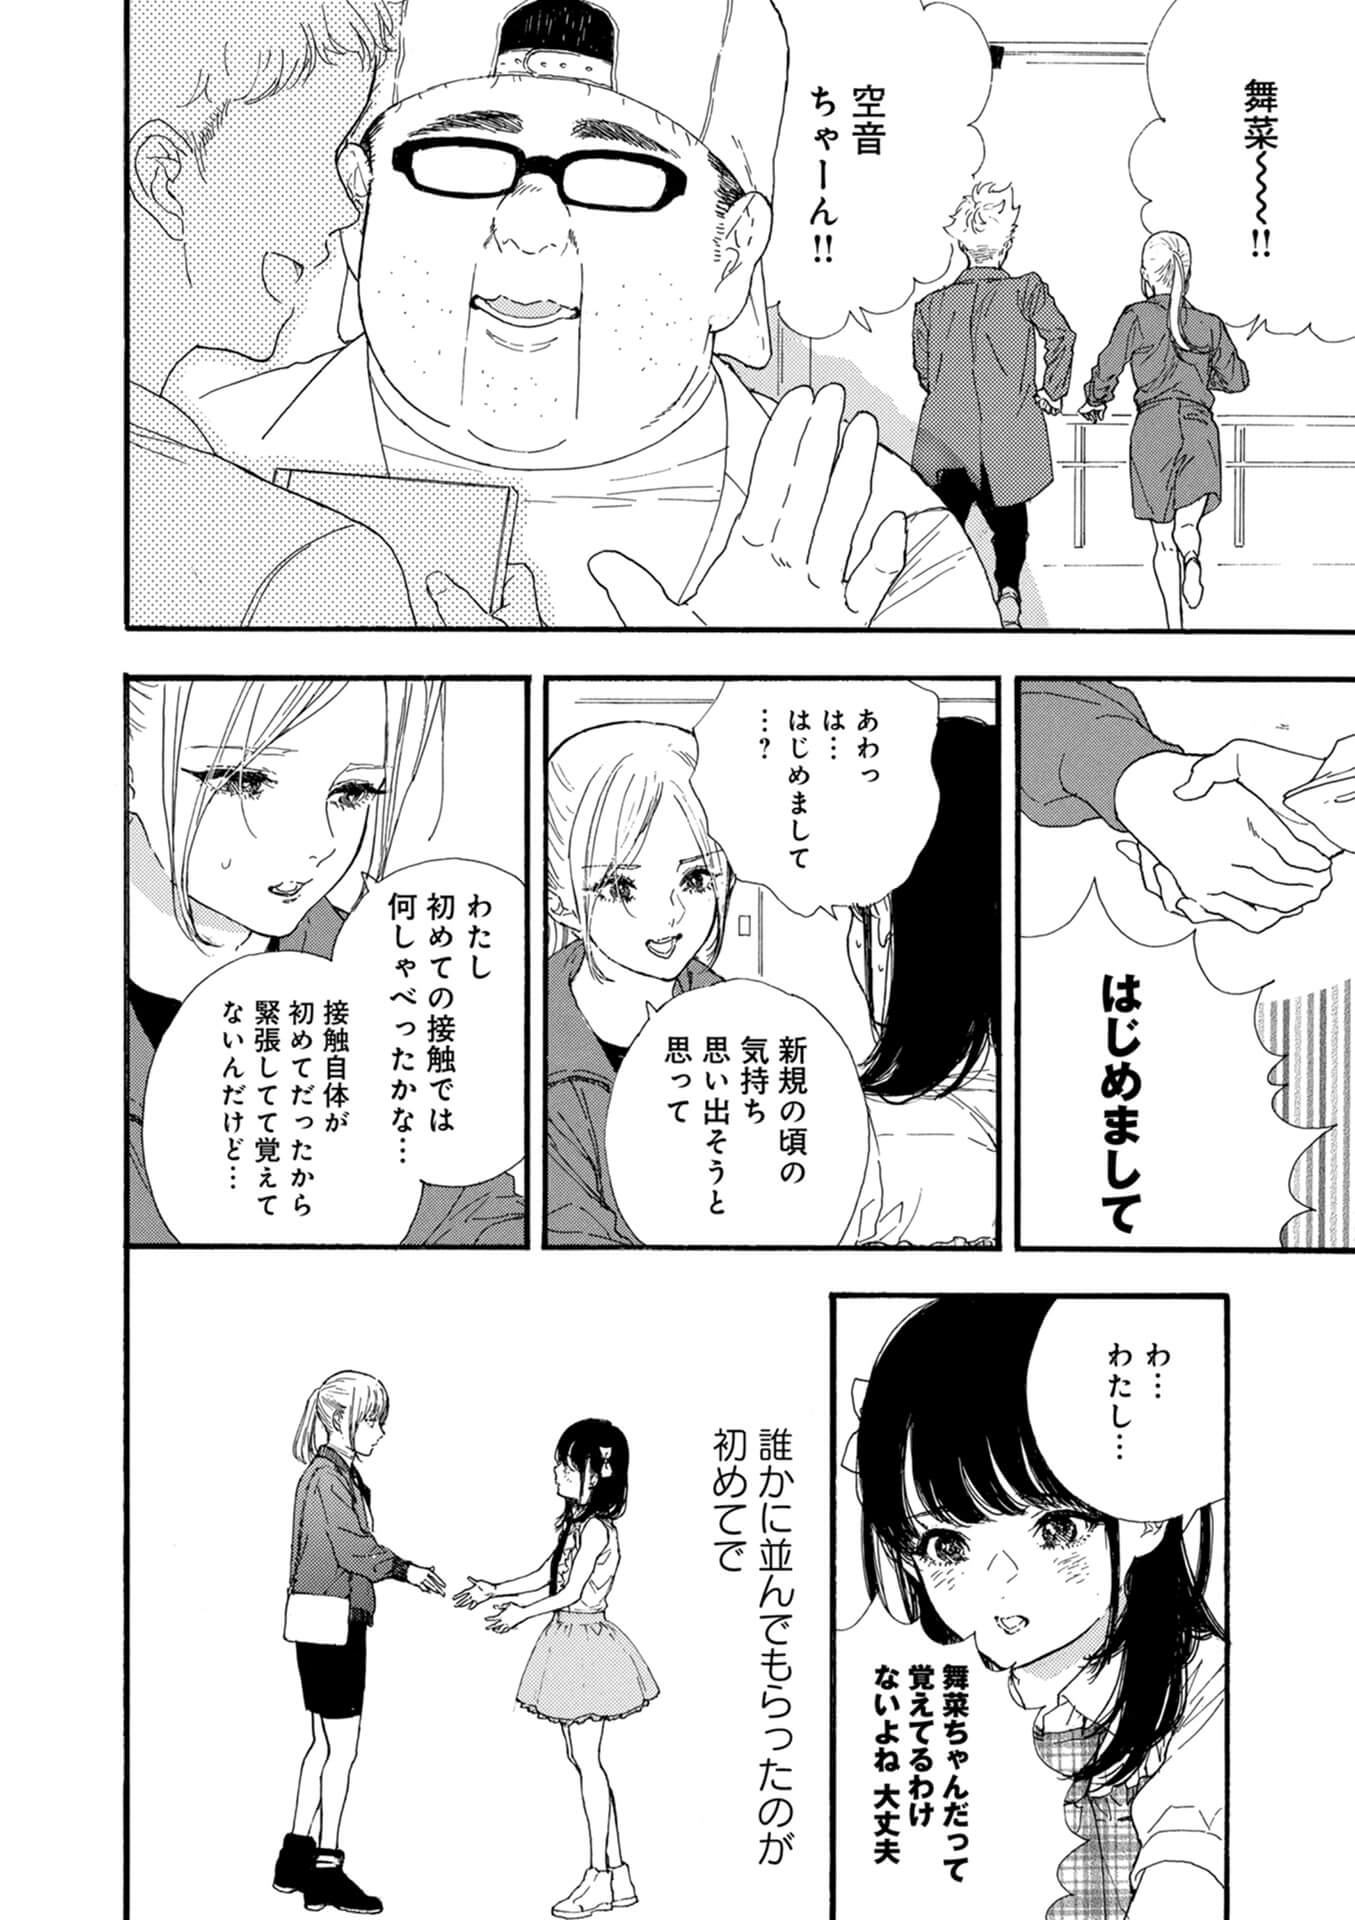 舞菜〜〜〜!!
空音
ちゃーん!!
はじめまして
あわっ
は…
はじめまして
…?
新規の頃の
気持ち
思い出そうと
思って
わたし
初めての接触では
何しゃべったかな…
接触自体が
初めてだったから
緊張してて覚えて
ないんだけど…
わ…
わたし…
舞菜ちゃんだって
覚えてるわけ
ないよね 大丈夫
誰かに並んでもらったのが
初めてで